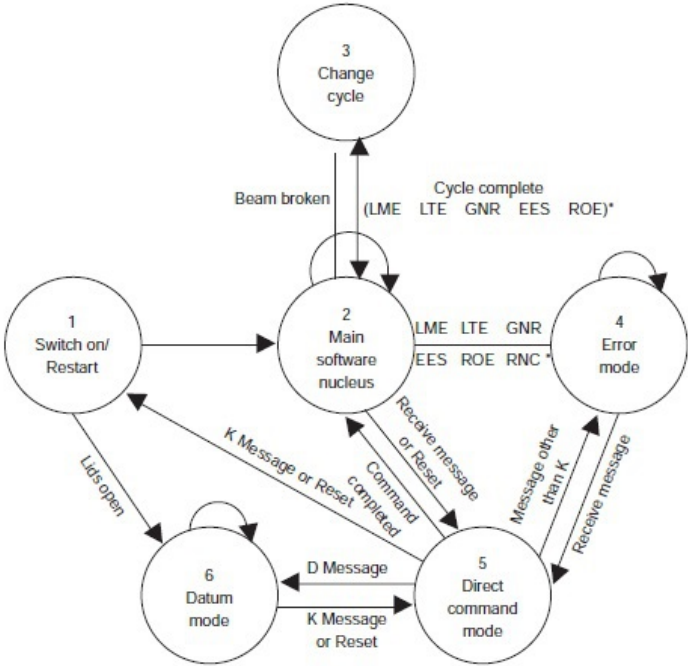 3
Change
cycle
Beam broken
Cycle complete
(LME LTE GNR EES ROE)*
1
Switch on/
Restart
2
Main
software
nucleus
LME LTE GNR
EES ROE RNC *
4
Error
mode
Lids open
K Message or Reset
Command
completed
Receive message
or Reset
Message other
than K
Receive message
6
Datum
mode
D Message
K Message
or Reset
5
Direct
command
mode